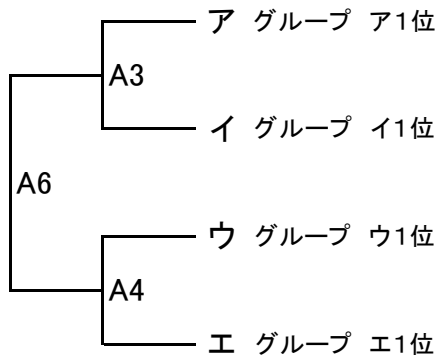 ア グループ ア1位
A3
イ グループ イ1位
A6
ウ グループ ウ1位
A4
エ グループ エ1位